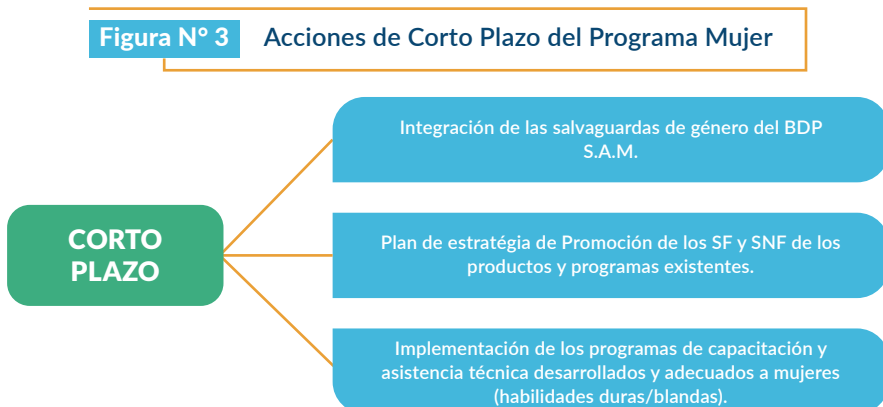 Figura N° 3 Acciones de Corto Plazo del Programa Mujer
Integración de las salvaguardas de género del BDP
S.A.M.
CORTO
PLAZO
Plan de estratégia de Promoción de los SF y SNF de los
productos y programas existentes.
Implementación de los programas de capacitación y
asistencia técnica desarrollados y adecuados a mujeres
(habilidades duras/blandas).